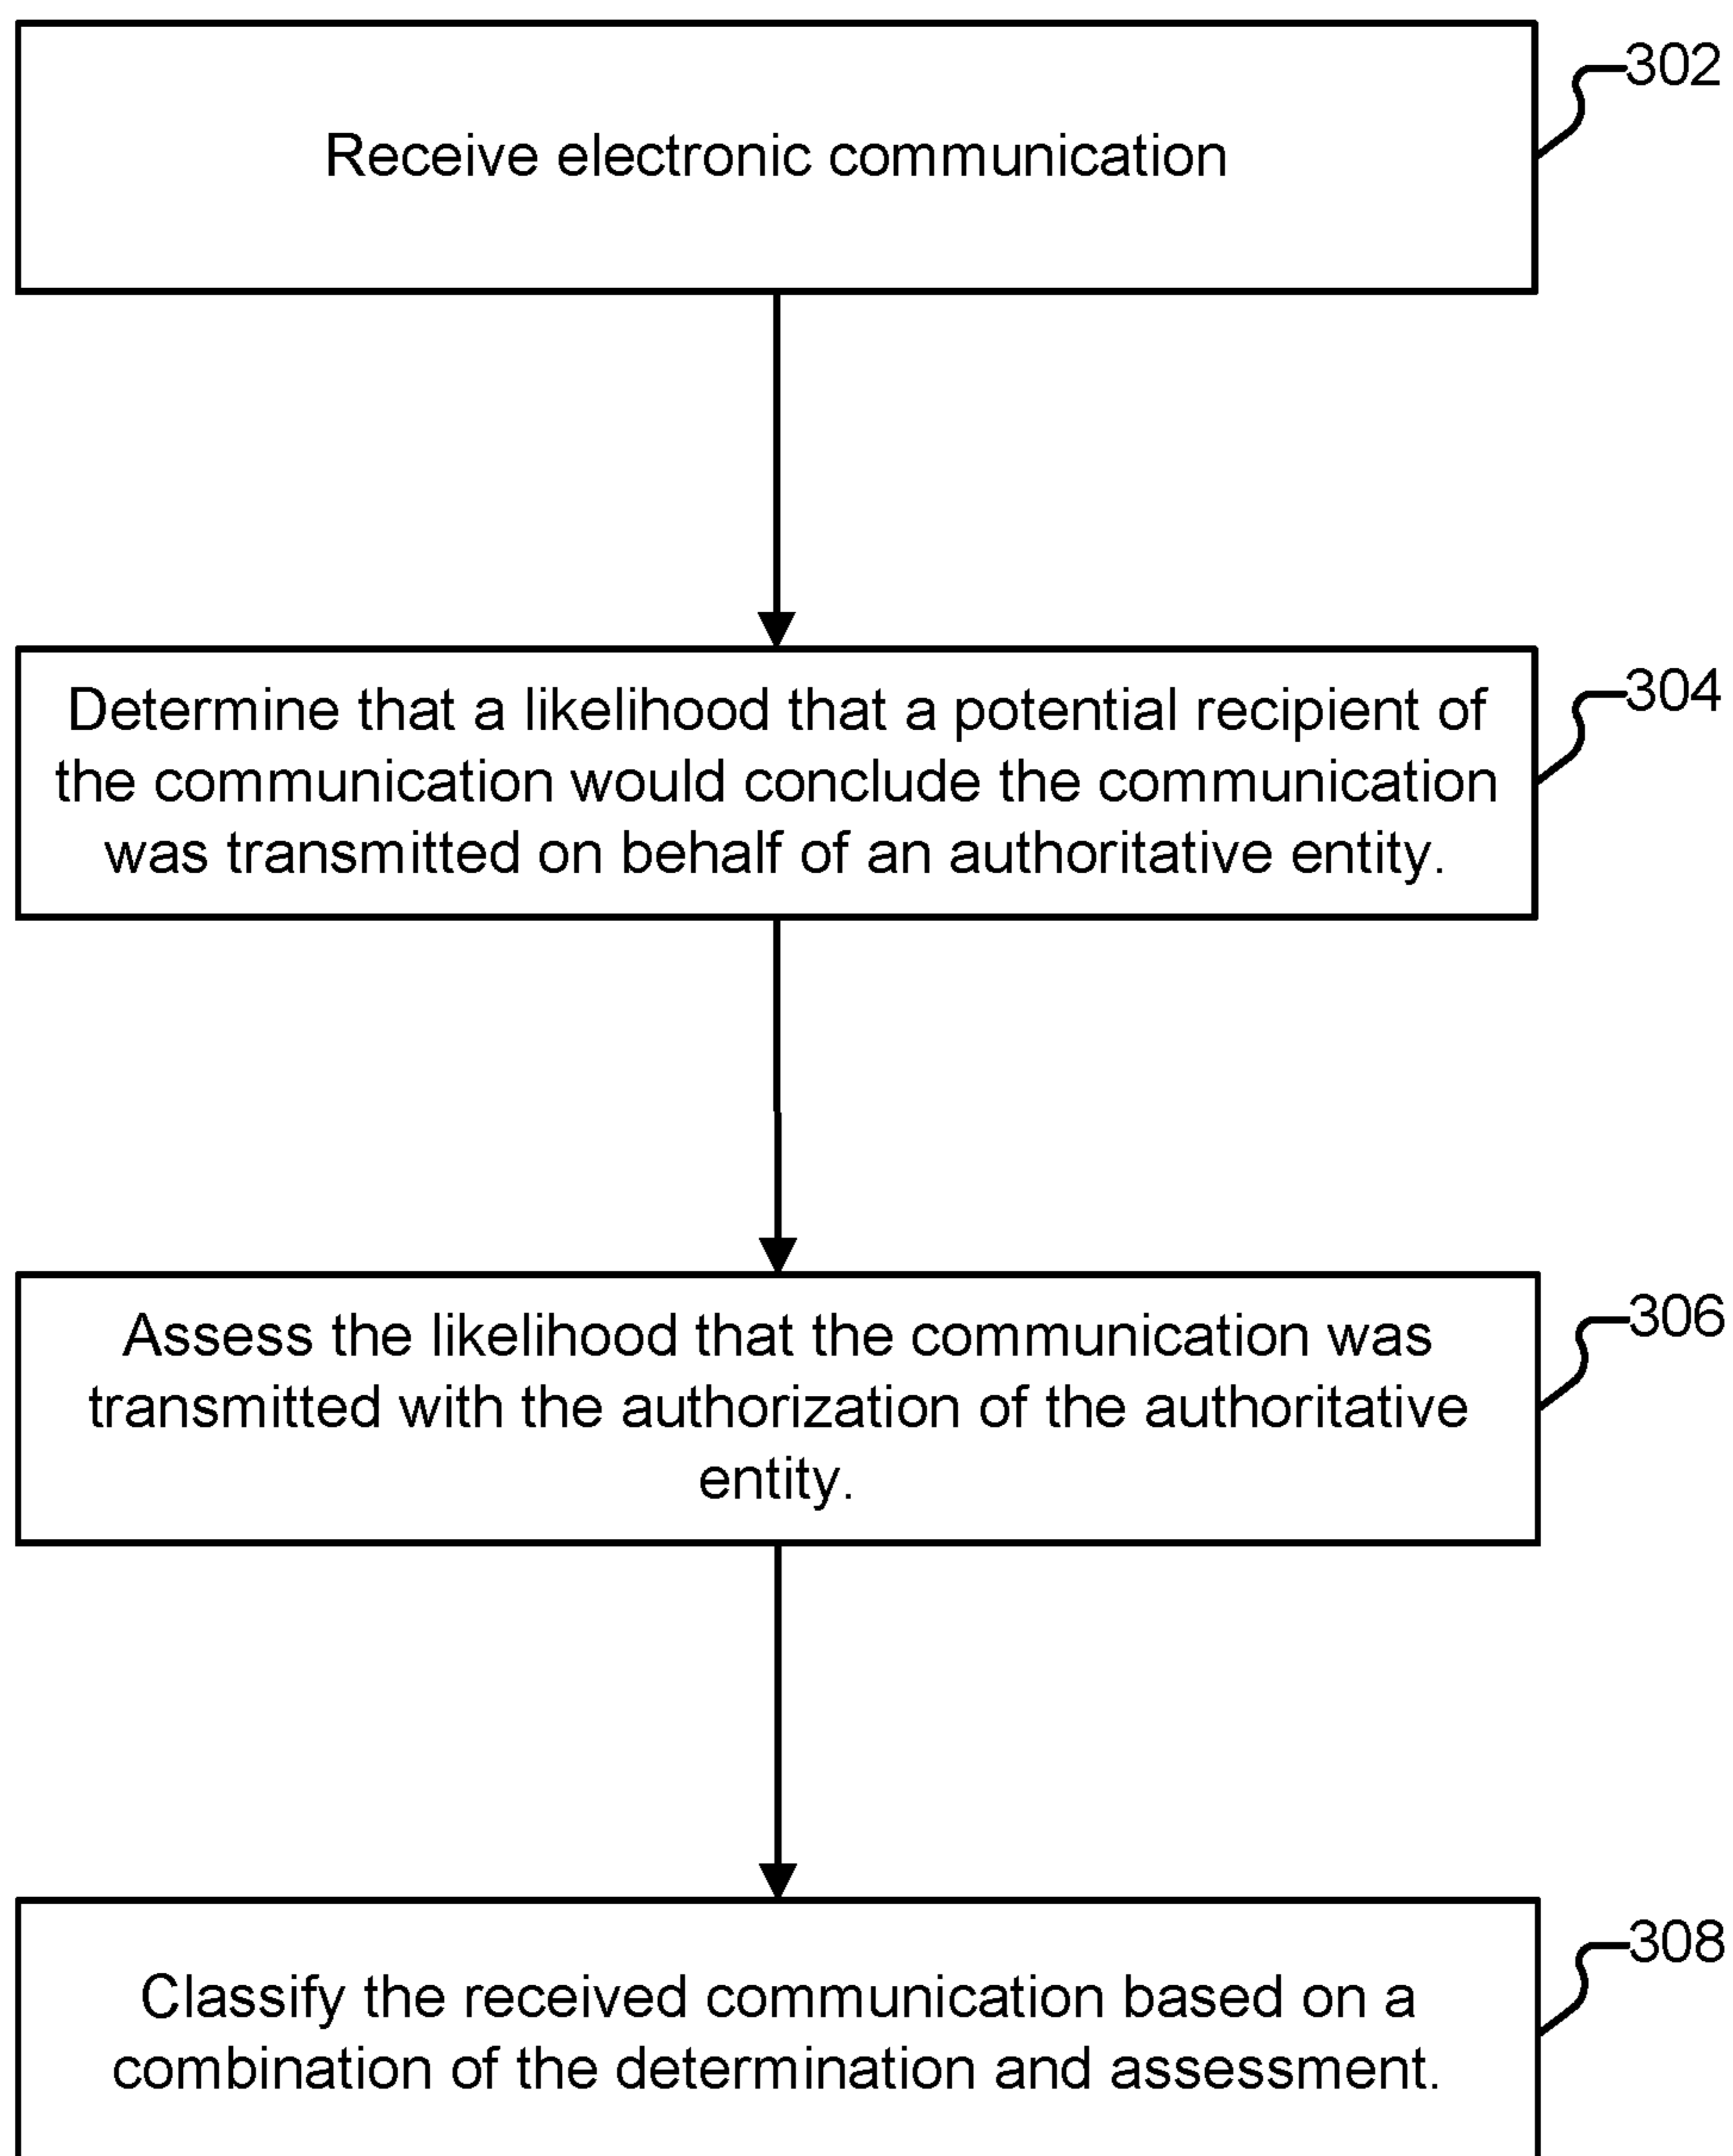 Receive electronic communication
302
Determine that a likelihood that a potential recipient of
the communication would conclude the communication
was transmitted on behalf of an authoritative entity.
304
Assess the likelihood that the communication was
transmitted with the authorization of the authoritative
entity.
306
Classify the received communication based on a
combination of the determination and assessment.
308